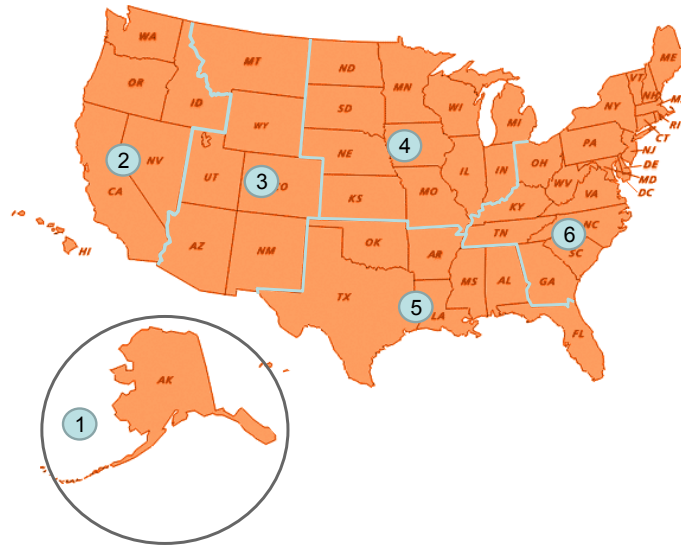 WA
MT
ND
MN
ME
VT
NH
M
OR
ID
SD
WI
MI
NY
RI
CT
WY
4
NE
PA
NJ
2
NV
OH
DE
MD
DC
UT
3
O
IL
IN
WV
VA
CA
KS
MO
KY
6
NC
AZ
NM
OK
TN
SC
HI
AR
MS
AL
GA
TX
5
LA
FL
AK
1